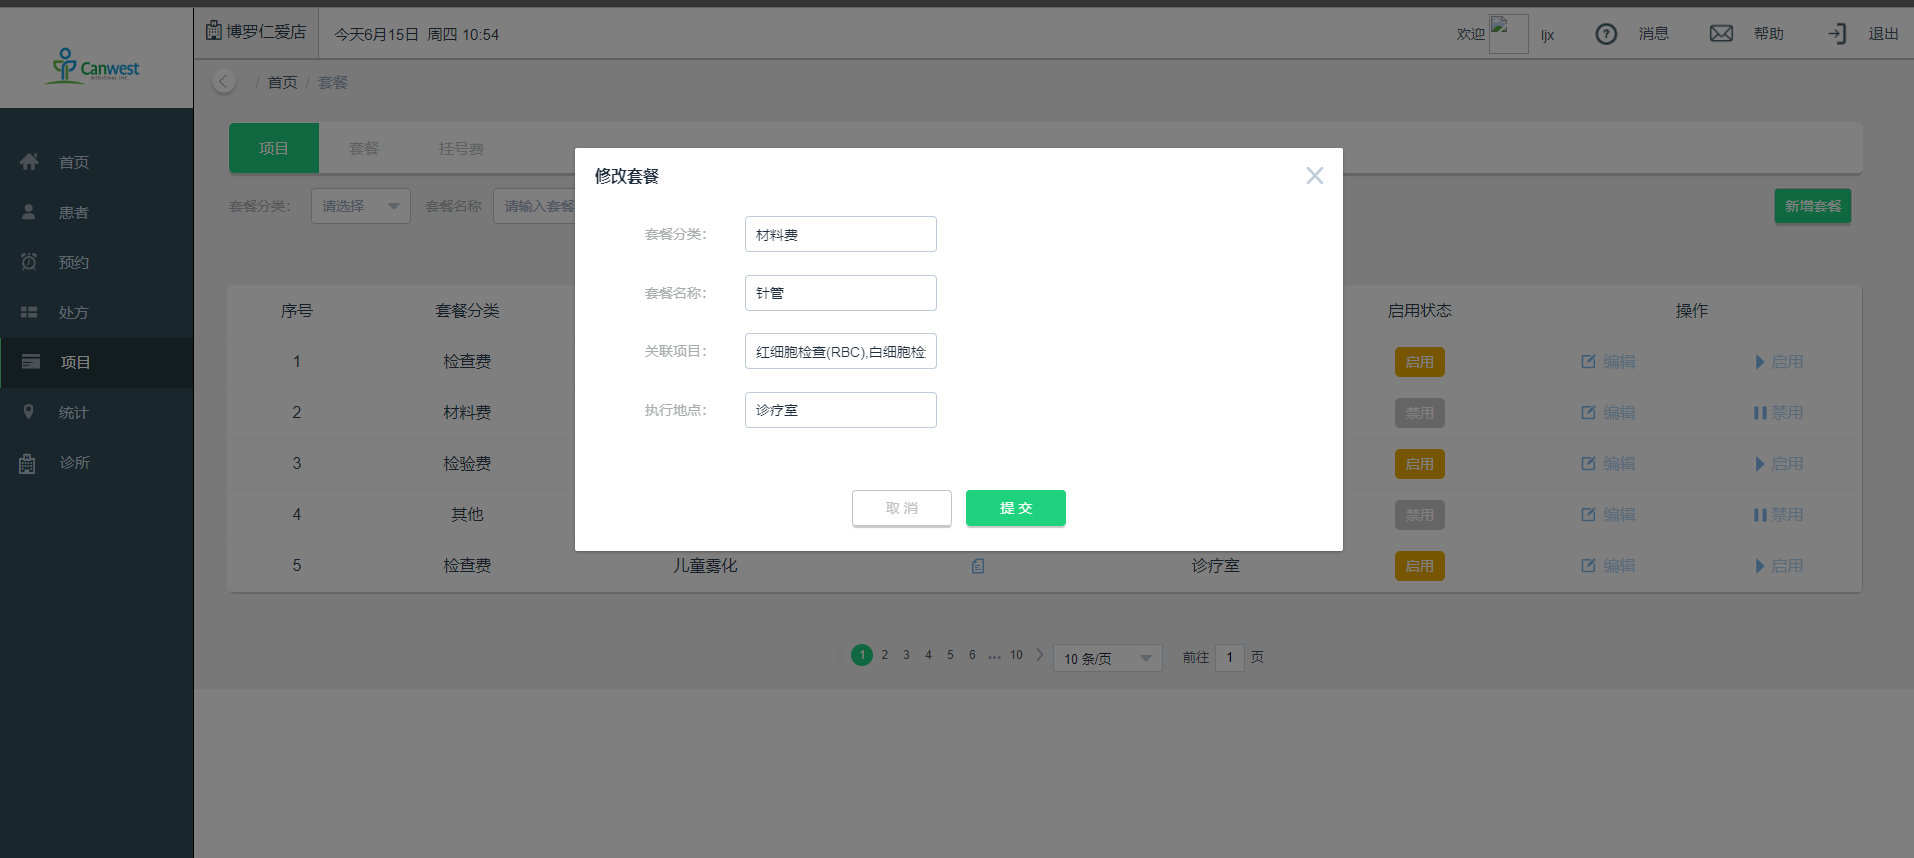 Canwest
MEDICINAL INC.
博罗仁爱店
今天6月15日 周四 10:54
欢迎
ljx
消息
帮助
退出
/ 首页 / 套餐
首页
患者
预约
处方
项目
统计
诊所
项目
套餐
挂号费
套餐分类:
请选择
套餐名称
请输入套餐
新增套餐
修改套餐
套餐分类:
材料费
套餐名称:
针管
关联项目:
红细胞检查(RBC),白细胞检
执行地点:
诊疗室
取消
提交
序号 套餐分类 启用状态 操作
1 检查费 启用 编辑 启用
2 材料费 禁用 编辑 禁用
3 检验费 启用 编辑 启用
4 其他 禁用 编辑 禁用
5 检查费 儿童雾化 诊疗室 启用 编辑 启用
1 2 3 4 5 6 ... 10
10 条/页
前往 1 页